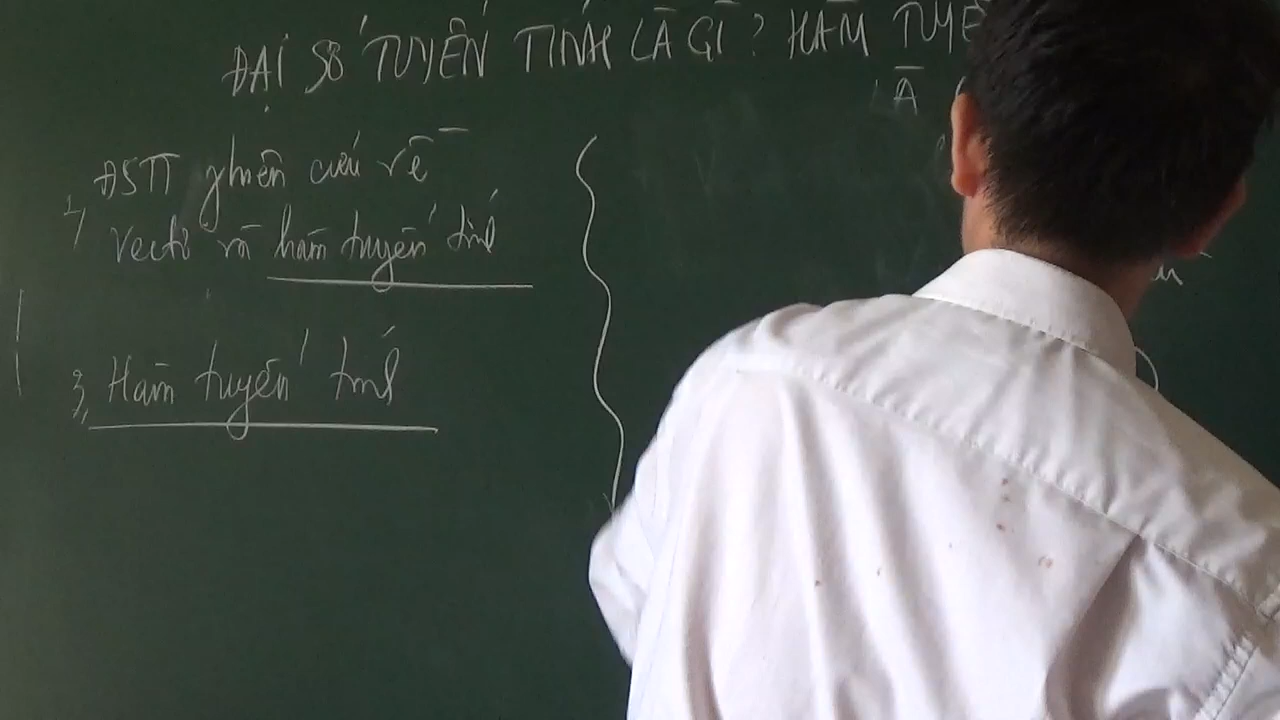 ĐẠI SỐ TUYẾN TÍNH LÀ GÌ? HÀM TUYẾ
À
ĐSTT nghiên cứu về
1, Vectơ và hàm tuyến tính
3, Hàm tuyến tính